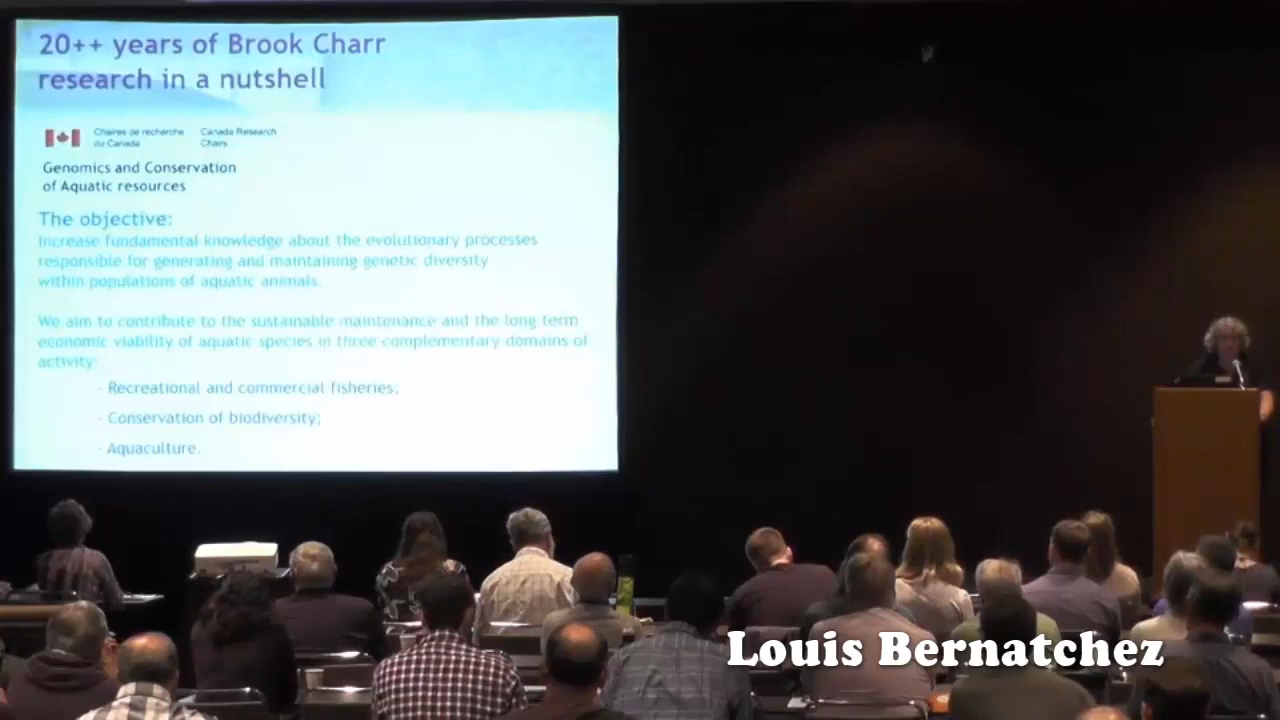 20++ years of Brook Charr
research in a nutshell
Chaires de recherche
du Canada
Canada Research
Chairs
Genomics and Conservation
of Aquatic resources
The objective:
Increase fundamental knowledge about the evolutionary processes
responsible for generating and maintaining genetic diversity
within populations of aquatic animals.
We aim to contribute to the sustainable maintenance and the long term
economic viability of aquatic species in three complementary domains of
activity:
- Recreational and commercial fisheries;
- Conservation of biodiversity;
- Aquaculture.
Louis Bernatchez